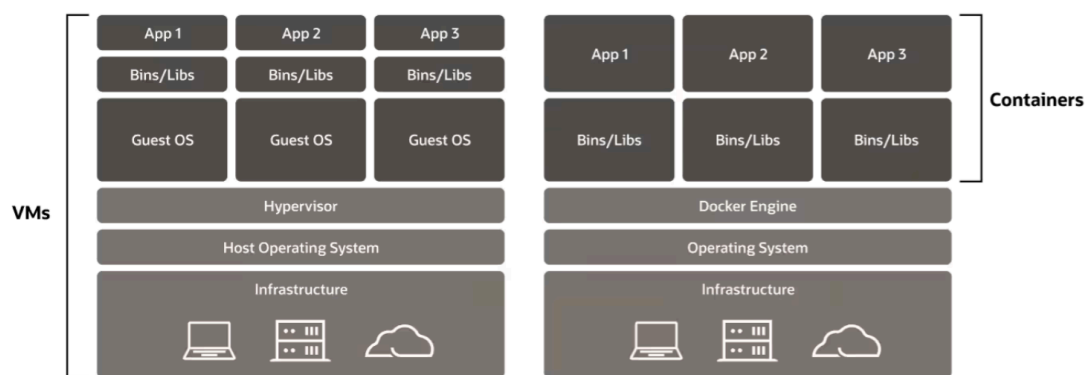 VMs
App 1
App 2
App 3
Bins/Libs
Bins/Libs
Bins/Libs
Guest OS
Guest OS
Guest OS
Hypervisor
Host Operating System
Infrastructure
App 1
App 2
App 3
Bins/Libs
Bins/Libs
Bins/Libs
Docker Engine
Operating System
Infrastructure
Containers